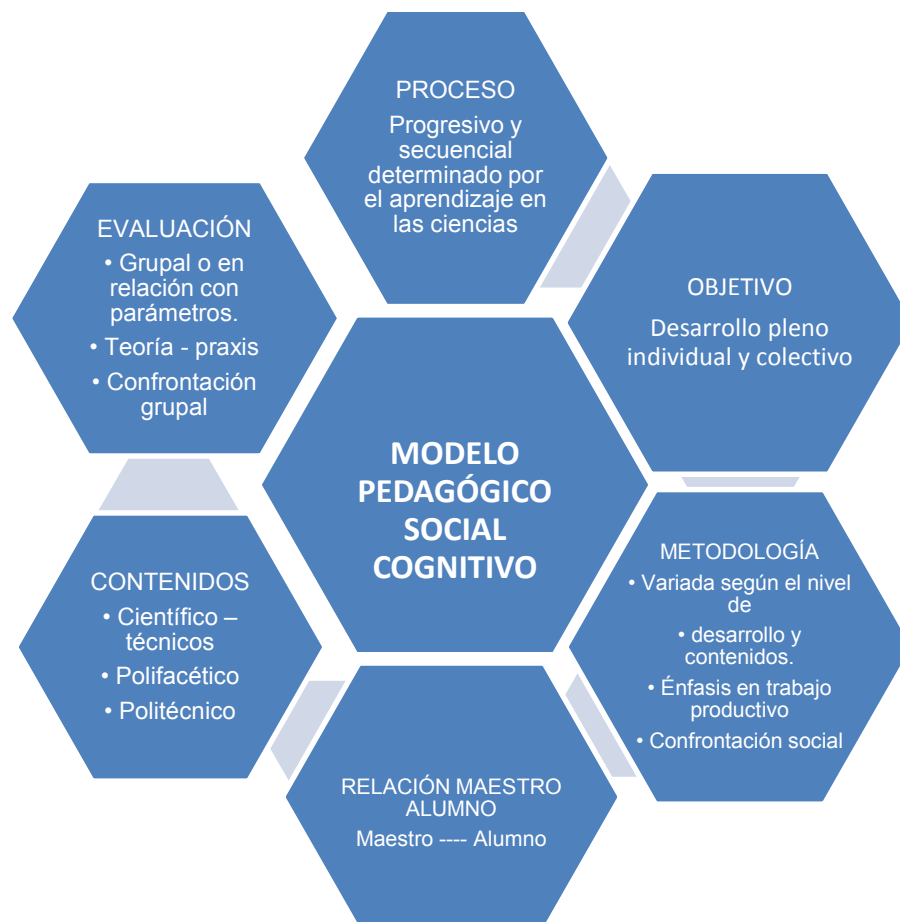 PROCESO
Progresivo y
secuencial
determinado por
el aprendizaje en
las ciencias
EVALUACIÓN
• Grupal o en
relación con
parámetros.
• Teoría - praxis
• Confrontación
grupal
OBJETIVO
Desarrollo pleno
individual y colectivo
MODELO
PEDAGÓGICO
SOCIAL
COGNITIVO
CONTENIDOS
• Científico –
técnicos
• Polifacético
• Politécnico
METODOLOGÍA
• Variada según el nivel
de
• desarrollo y
contenidos.
• Énfasis en trabajo
productivo
• Confrontación social
RELACIÓN MAESTRO
ALUMNO
Maestro ---- Alumno